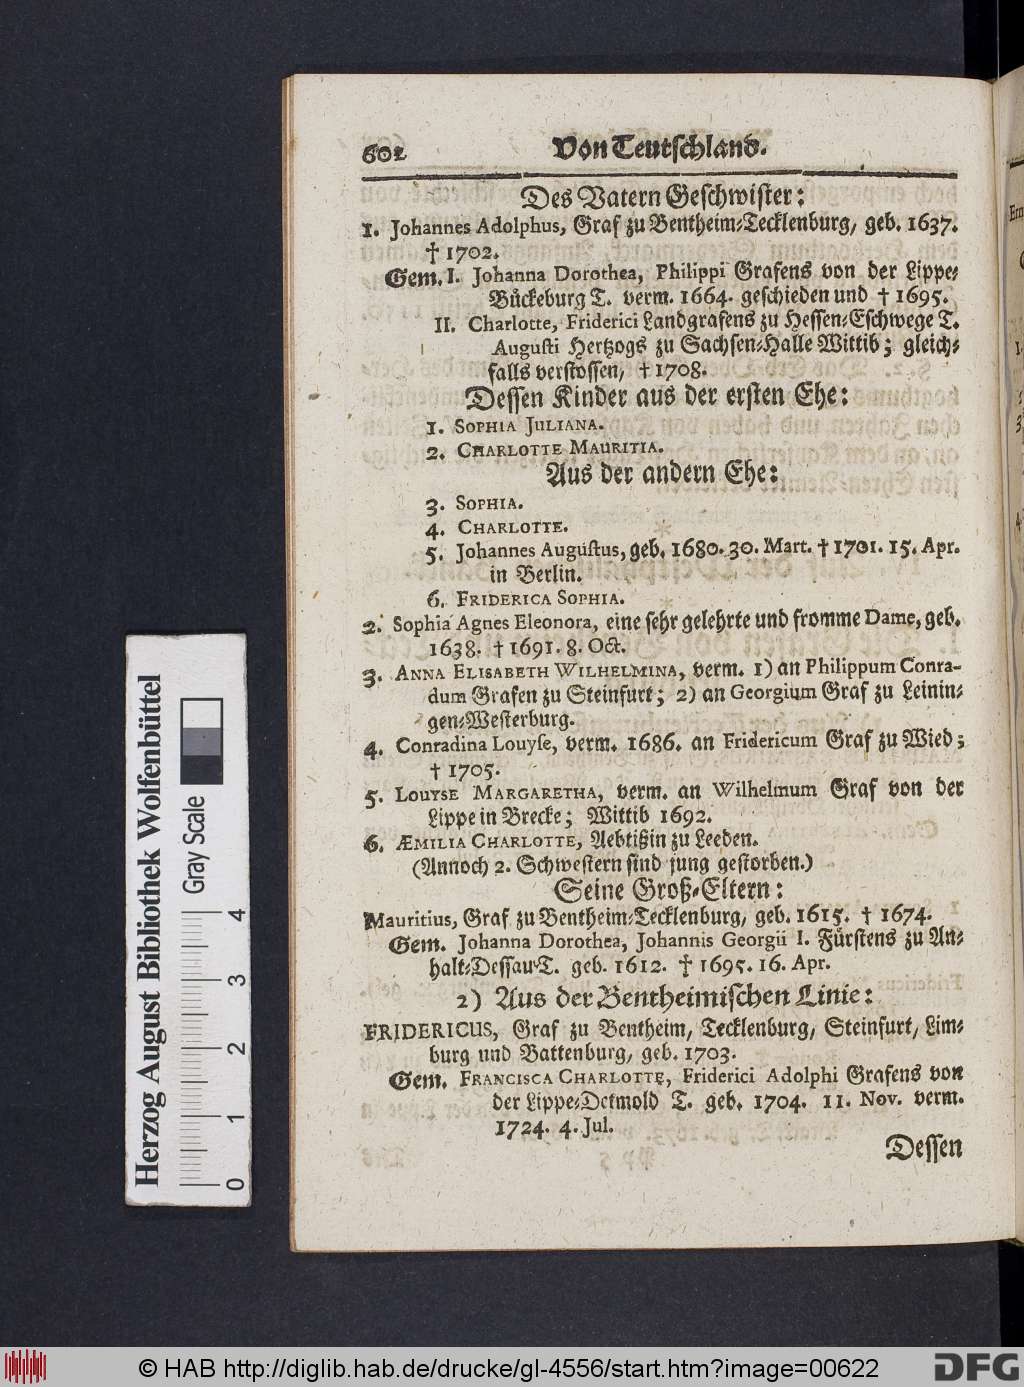 602 Von Teutschland.
Des Vatern Geschwister:
1. Johannes Adolphus, Graf zu Bentheim-Tecklenburg, geb. 1637.
† 1702.
Gem. I. Johanna Dorothea, Philippi Grafens von der Lippe-
Bückeburg T. verm. 1664. geschieden und † 1695.
II. Charlotte, Friderici Landgrafens zu Hessen-Eschwege T.
Augusti Hertzogs zu Sachsen-Halle Wittib; gleich-
falls verstossen, † 1708.
Dessen Kinder aus der ersten Ehe:
1. SOPHIA JULIANA.
2. CHARLOTTE MAURITIA.
Aus der andern Ehe:
3. SOPHIA.
4. CHARLOTTE.
5. Johannes Augustus, geb. 1680. 30. Mart. † 1701. 15. Apr.
in Berlin.
6. FRIDERICA SOPHIA.
2. Sophia Agnes Eleonora, eine sehr gelehrte und fromme Dame, geb.
1638. † 1691. 8. Oct.
3. ANNA ELISABETH WILHELMINA, verm. 1) an Philippum Conra-
dum Grafen zu Steinfurt; 2) an Georgium Graf zu Leinin-
gen-Westerburg.
4. Conradina Louyse, verm. 1686. an Fridericum Graf zu Wied;
† 1705.
5. LOUYSE MARGARETHA, verm. an Wilhelmum Graf von der
Lippe in Brecke; Wittib 1692.
6. ÆMILIA CHARLOTTE, Aebtißin zu Leeden.
(Annoch 2. Schwestern sind jung gestorben.)
Seine Groß-Eltern:
Mauritius, Graf zu Bentheim-Tecklenburg, geb. 1615. † 1674.
Gem. Johanna Dorothea, Johannis Georgii I. Fürstens zu An-
halt-Dessau T. geb. 1612. † 1695. 16. Apr.
2) Aus der Bentheimischen Linie:
FRIDERICUS, Graf zu Bentheim, Tecklenburg, Steinfurt, Lim-
burg und Battenburg, geb. 1703.
Gem. FRANCISCA CHARLOTTE, Friderici Adolphi Grafens von
der Lippe-Detmold T. geb. 1704. 11. Nov. verm.
1724. 4. Jul.
Dessen
Herzog August Bibliothek Wolfenbüttel
Gray Scale
0 1 2 3 4
© HAB http://diglib.hab.de/drucke/gl-4556/start.htm?image=00622
DFG